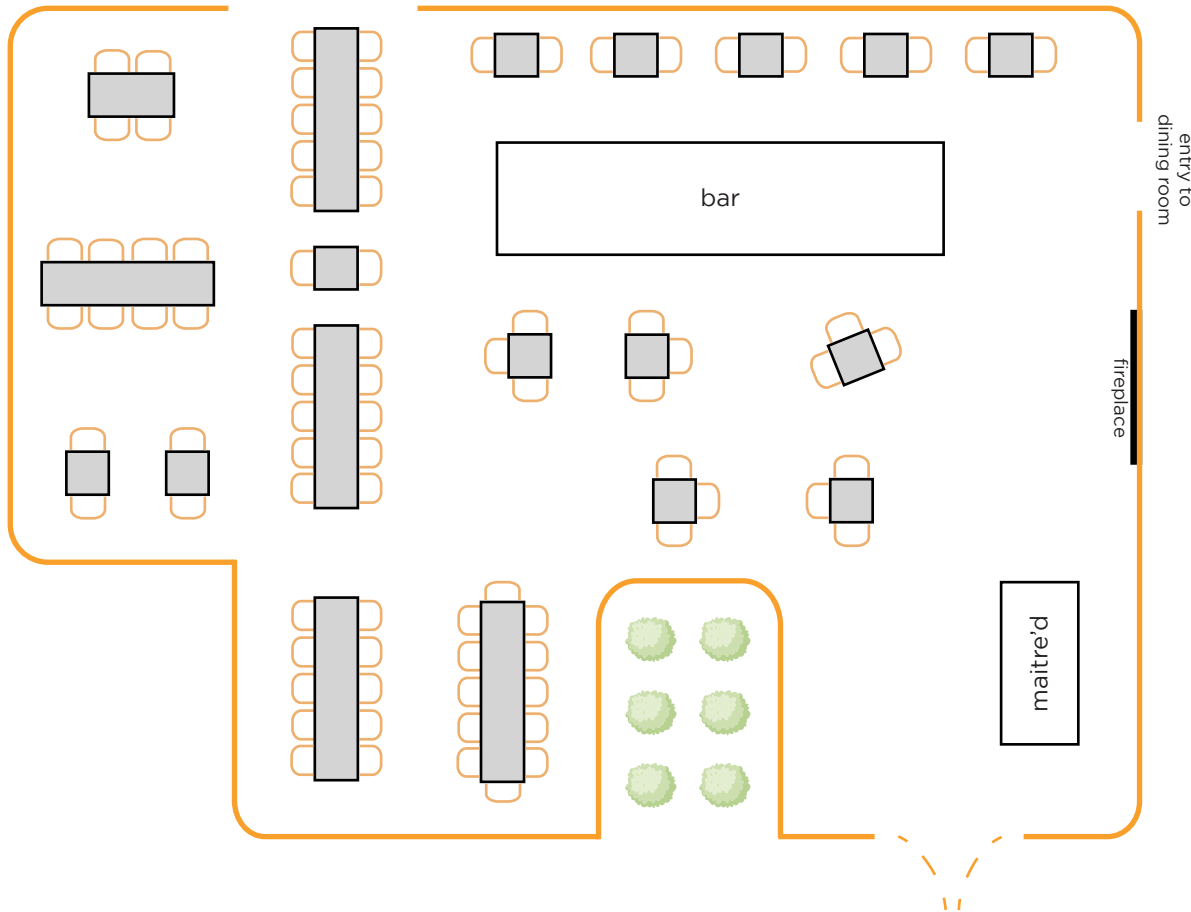 entry to
dining room
bar
fireplace
maitre’d